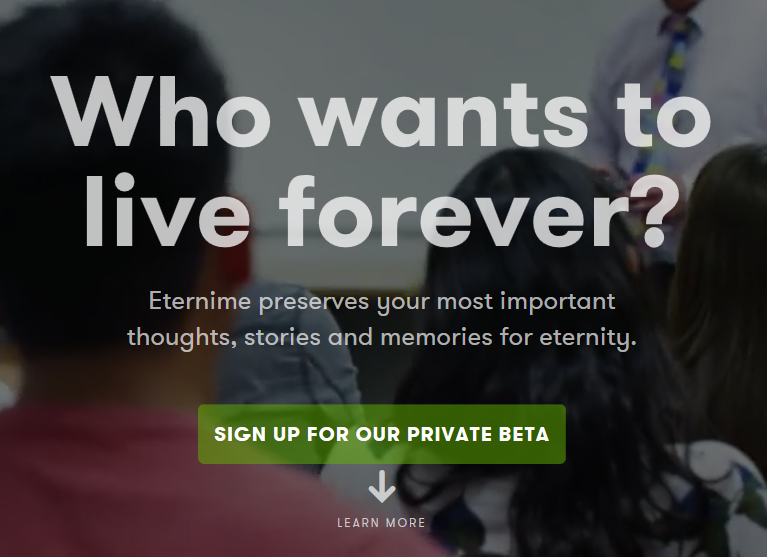 Who wants to
live forever?
Eternime preserves your most important
thoughts, stories and memories for eternity.
SIGN UP FOR OUR PRIVATE BETA
LEARN MORE